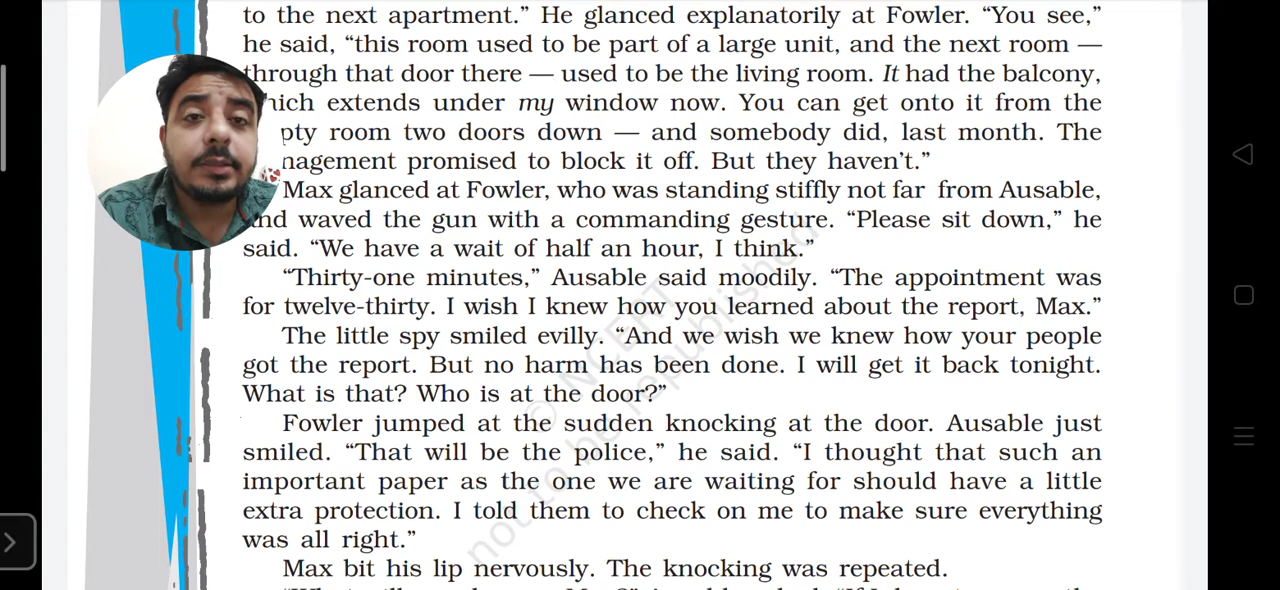 to the next apartment.” He glanced explanatorily at Fowler. “You see,”
he said, “this room used to be part of a large unit, and the next room —
through that door there — used to be the living room. It had the balcony,
hich extends under my window now. You can get onto it from the
pty room two doors down — and somebody did, last month. The
nagement promised to block it off. But they haven’t.”
Max glanced at Fowler, who was standing stiffly not far from Ausable,
and waved the gun with a commanding gesture. “Please sit down,” he
said. “We have a wait of half an hour, I think.”
“Thirty-one minutes,” Ausable said moodily. “The appointment was
for twelve-thirty. I wish I knew how you learned about the report, Max.”
The little spy smiled evilly. “And we wish we knew how your people
got the report. But no harm has been done. I will get it back tonight.
What is that? Who is at the door?”
Fowler jumped at the sudden knocking at the door. Ausable just
smiled. “That will be the police,” he said. “I thought that such an
important paper as the one we are waiting for should have a little
extra protection. I told them to check on me to make sure everything
was all right.”
Max bit his lip nervously. The knocking was repeated.
© NCERT
not to be republished